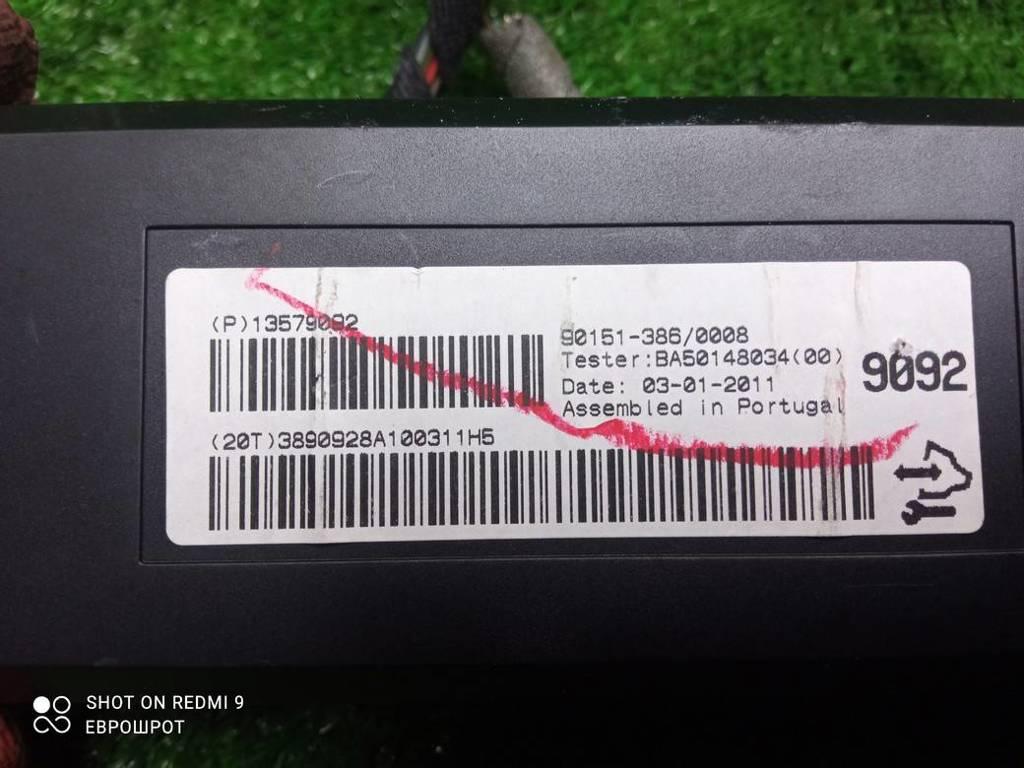 (P)13579092
90151-386/0008
Tester:BA50148034(00)
Date: 03-01-2011
Assembled in Portugal
9092
(20T)3890928A100311H5
SHOT ON REDMI 9
ЕВРОШРОТ